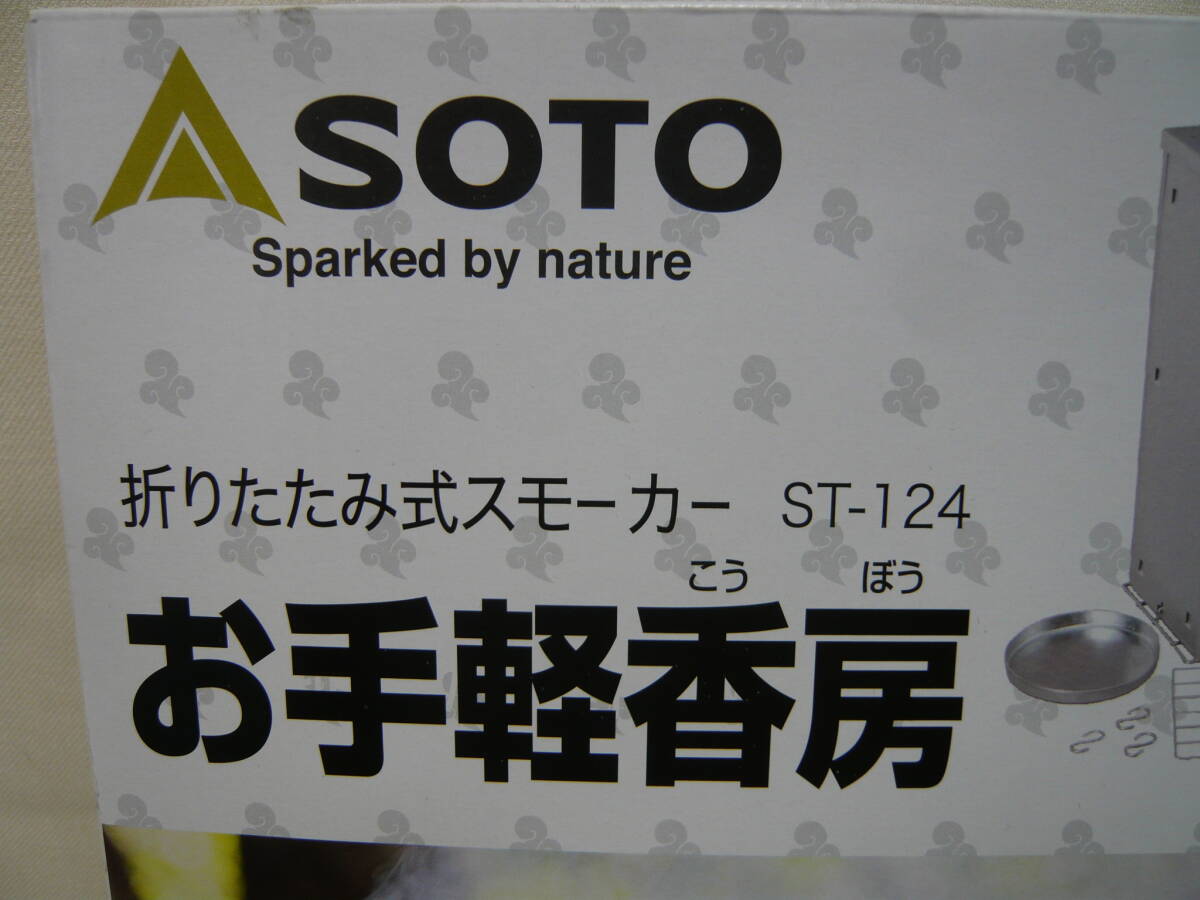 SOTO
Sparked by nature
折りたたみ式スモーカー ST-124
こう ぼう
お手軽香房